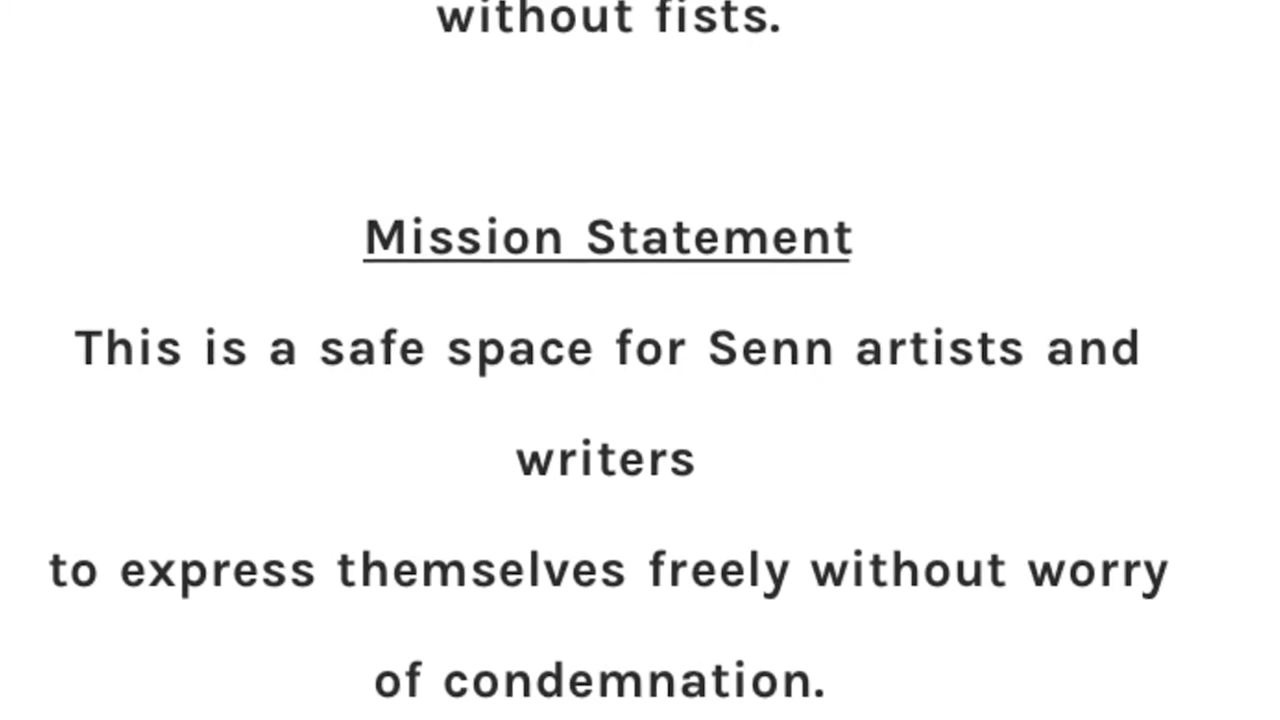 without fists.
Mission Statement
This is a safe space for Senn artists and
writers
to express themselves freely without worry
of condemnation.